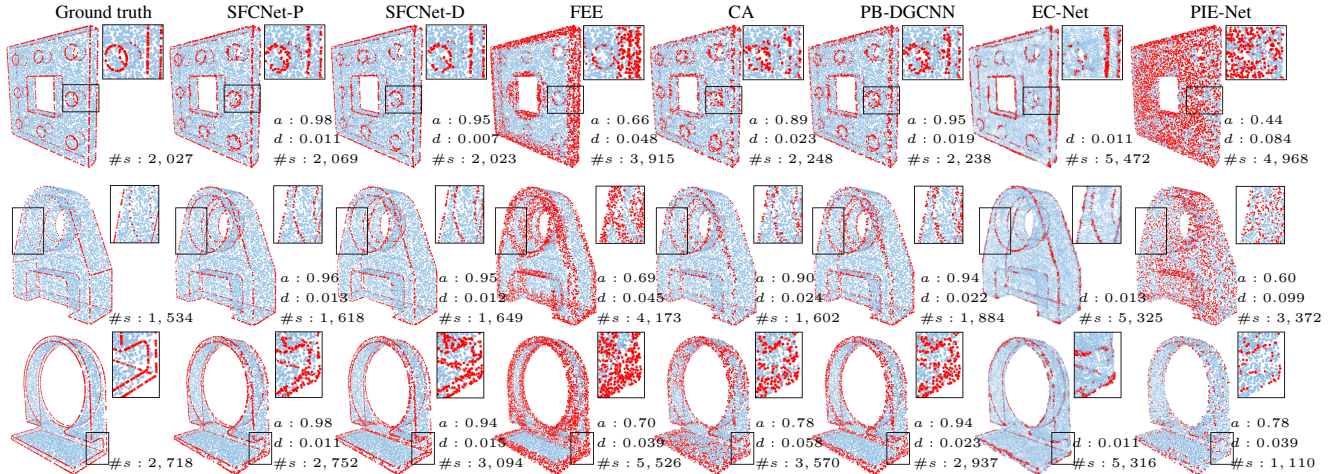 Ground truth SFCNet-P SFCNet-D FEE CA PB-DGCNN EC-Net PIE-Net
a : 0.98 a : 0.95 a : 0.66 a : 0.89 a : 0.95 a : 0.44
d : 0.011 d : 0.007 d : 0.048 d : 0.023 d : 0.019 d : 0.011 d : 0.084
#s : 2,027 #s : 2,069 #s : 2,023 #s : 3,915 #s : 2,248 #s : 2,238 #s : 5,472 #s : 4,968
a : 0.96 a : 0.95 a : 0.69 a : 0.90 a : 0.94 a : 0.60
d : 0.013 d : 0.012 d : 0.045 d : 0.024 d : 0.022 d : 0.013 d : 0.099
#s : 1,534 #s : 1,618 #s : 1,649 #s : 4,173 #s : 1,602 #s : 1,884 #s : 5,325 #s : 3,372
a : 0.98 a : 0.94 a : 0.70 a : 0.78 a : 0.94 a : 0.78
d : 0.011 d : 0.015 d : 0.039 d : 0.058 d : 0.023 d : 0.011 d : 0.039
#s : 2,718 #s : 2,752 #s : 3,094 #s : 5,526 #s : 3,570 #s : 2,937 #s : 5,316 #s : 1,110